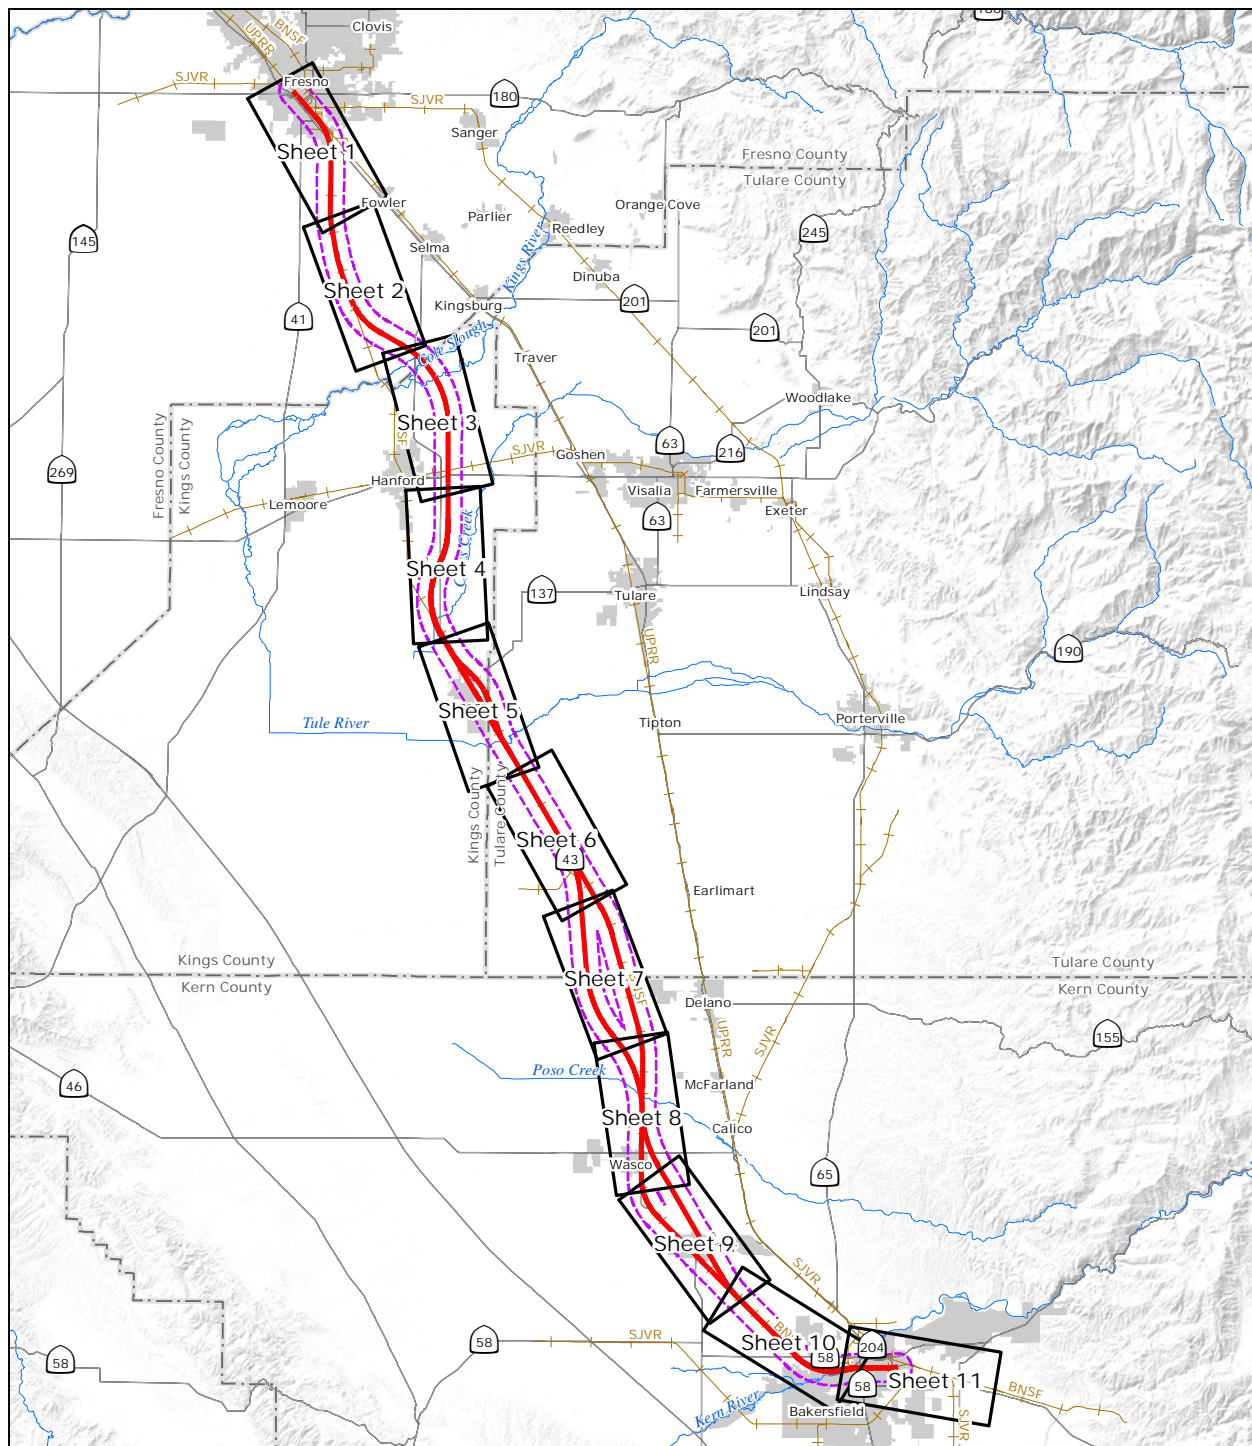 Clovis
BNSF
UPRR
SJVR
Fresno
SJVR
180
Sanger
Sheet 1
Fresno County
Tulare County
Fowler
Parlier
Orange Cove
Reedley
145
245
Selma
Kings River
Dinuba
Sheet 2
Kingsburg
201
41
201
Cole Slough
Traver
Woodlake
Fresno County
Kings County
Sheet 3
63
216
SJVR
Goshen
269
Hanford
Visalia
Farmersville
Lemoore
Exeter
63
Sheet 4
137
Tulare
Lindsay
UPRR
190
Sheet 5
Tule River
Tipton
Porterville
Kings County
Tulare County
Sheet 6
43
Earlimart
Kings County
Kern County
Tulare County
Kern County
Sheet 7
Delano
UPRR
SJVR
155
Poso Creek
46
McFarland
Sheet 8
Calico
Wasco
65
Sheet 9
SJVR
SJVR
58
Sheet 10
58
204
58
Sheet 11
58
BNSF
Kern River
Bakersfield
SJVR